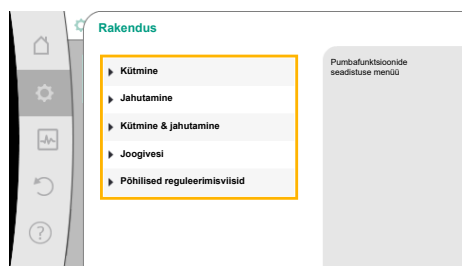 Rakendus
Kütmine
Jahutamine
Kütmine & jahutamine
Joogivesi
Põhilised reguleerimisviisid
Pumbafunktsioonide
seadistuse menüü